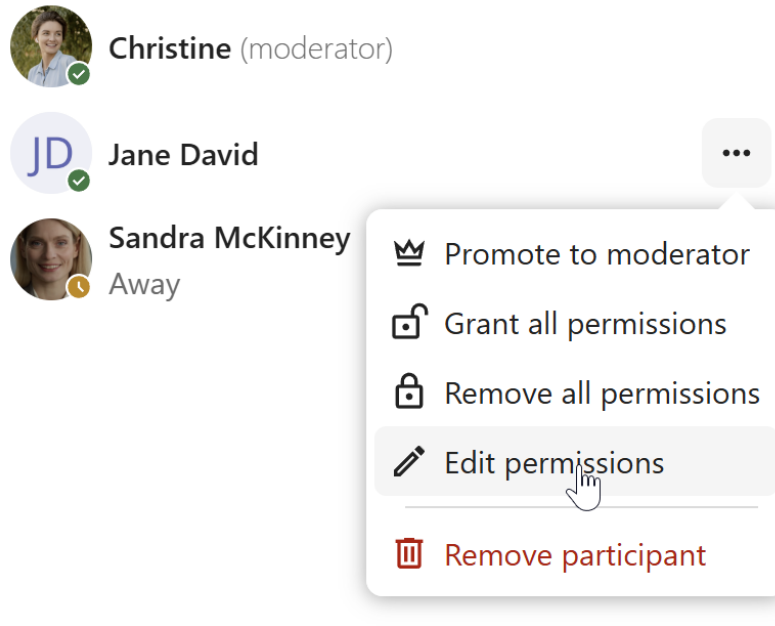 Christine (moderator)
JD
Jane David
Sandra McKinney
Away
Promote to moderator
Grant all permissions
Remove all permissions
Edit permissions
Remove participant